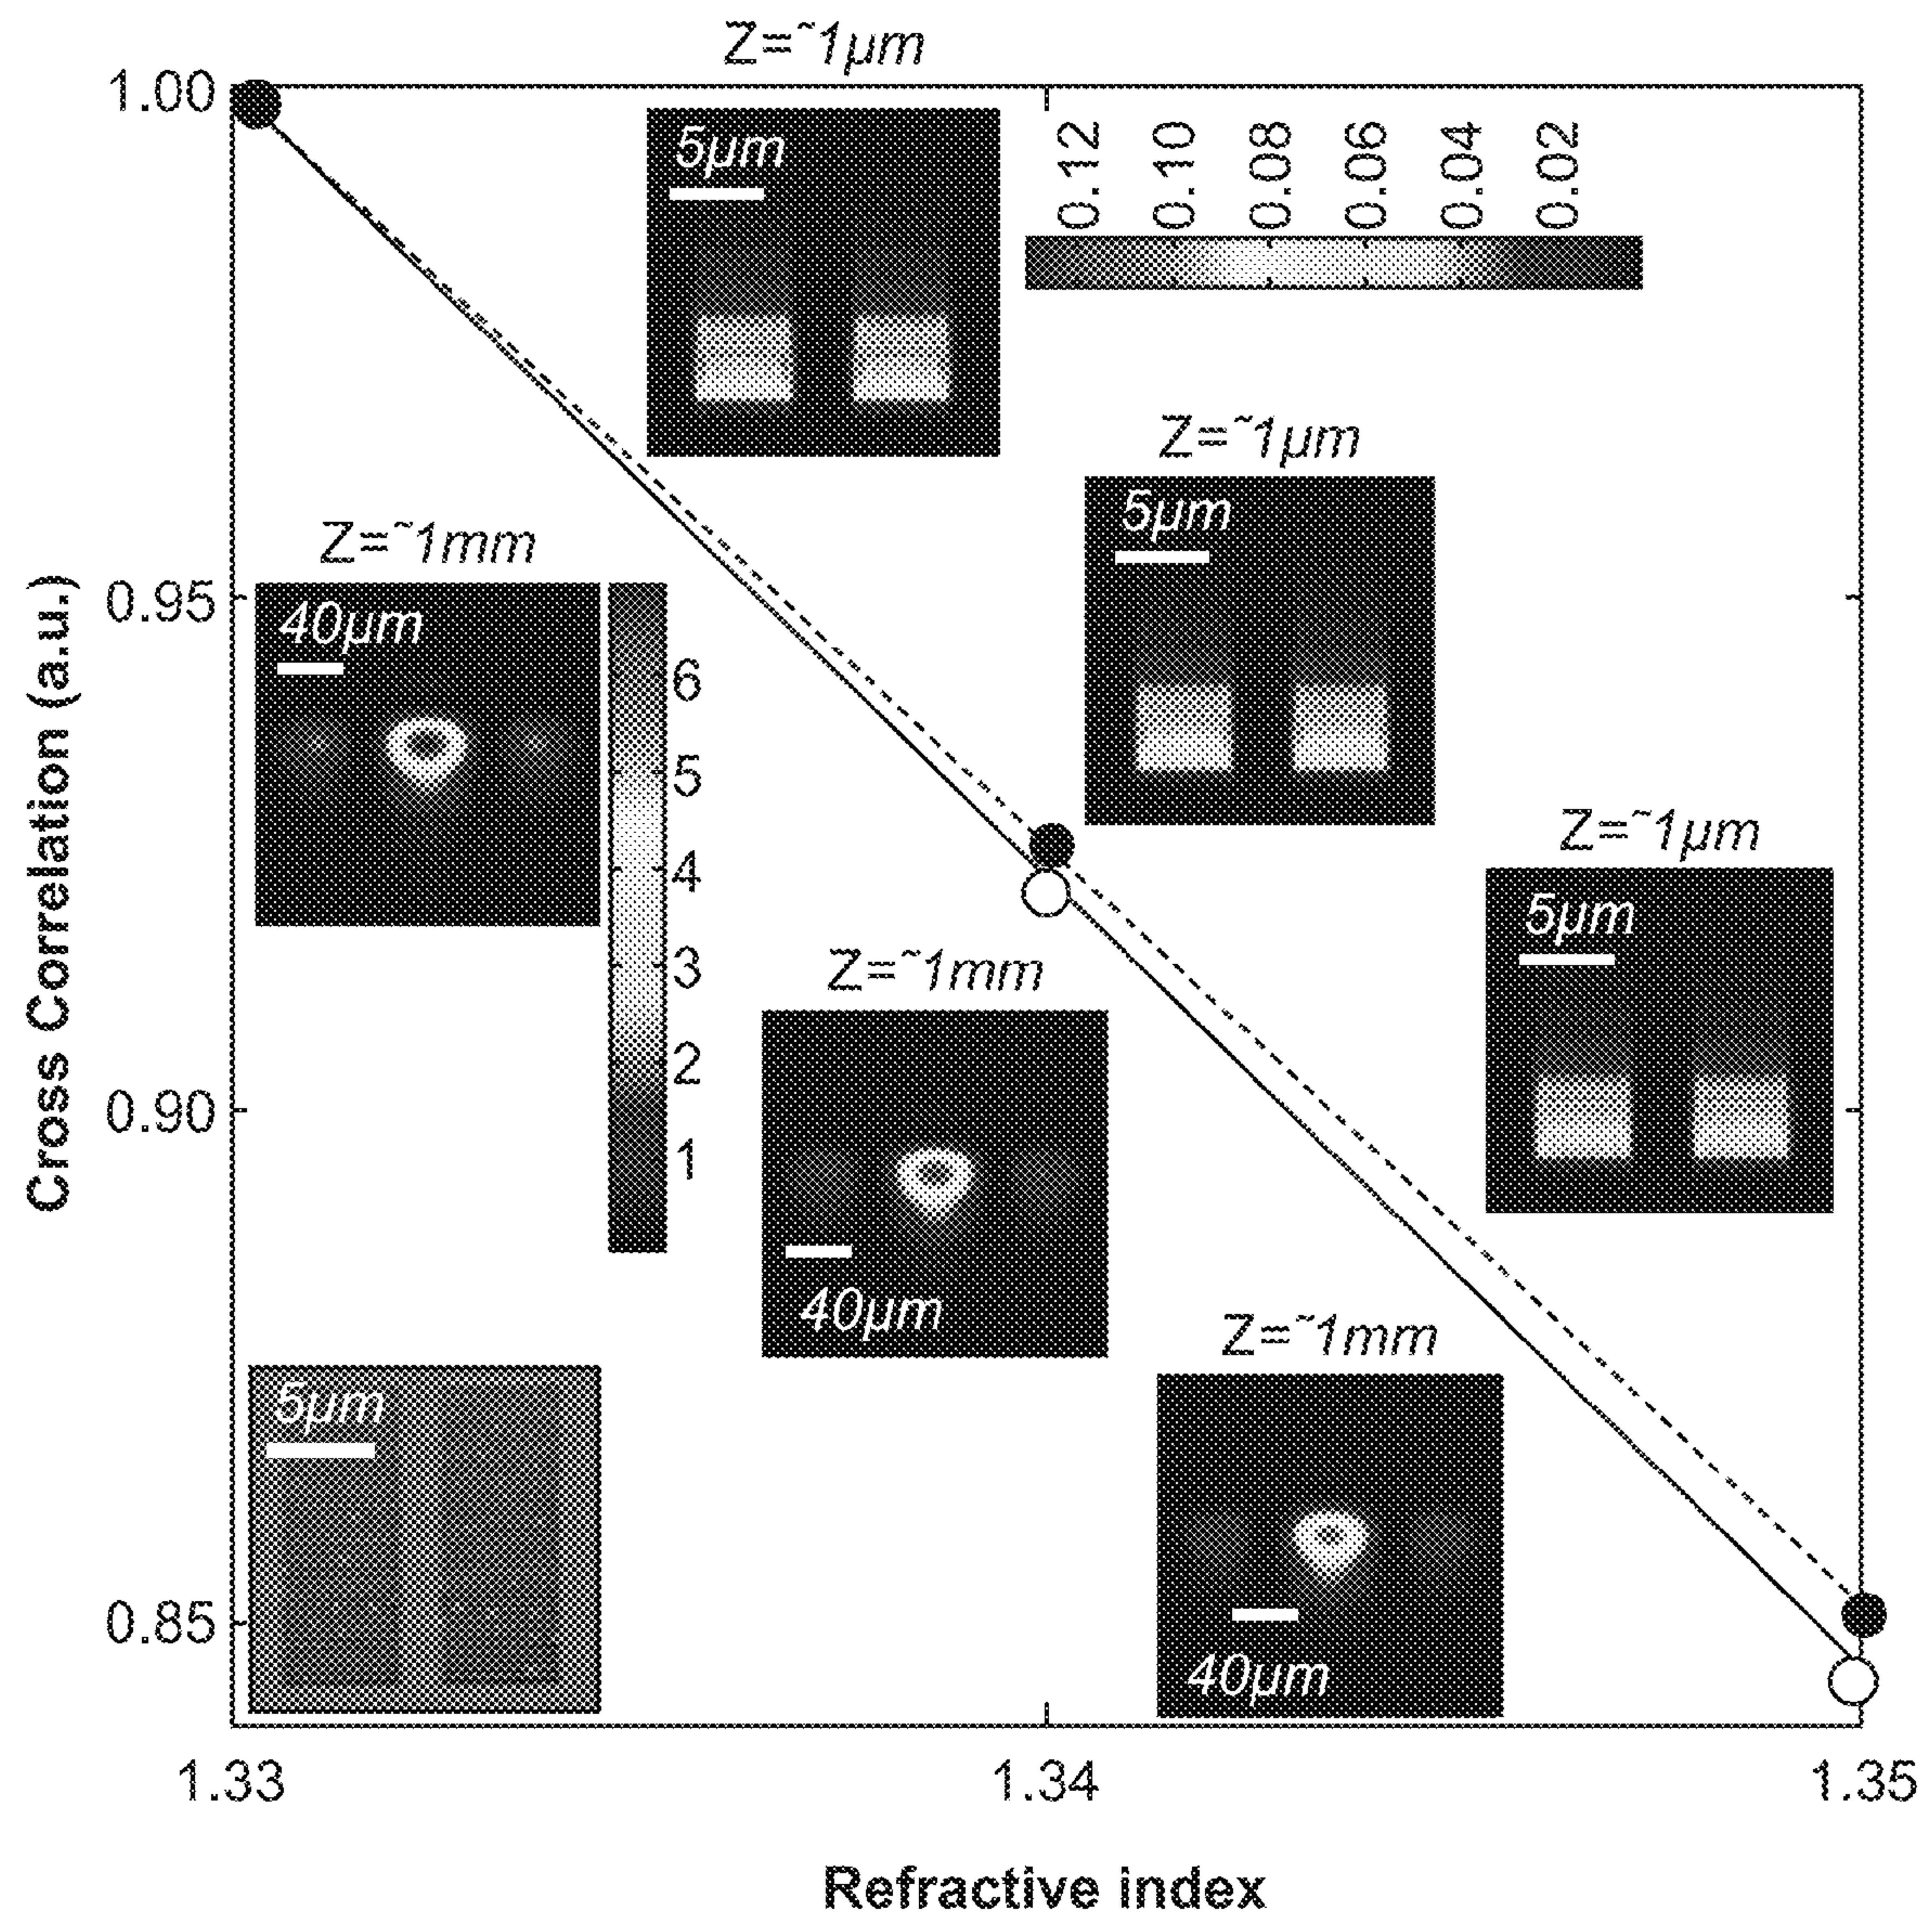 Z=~1µm
1.00
5µm
0.12
0.10
0.08
0.06
0.04
0.02
Z=~1µm
5µm
Z=~1mm
0.95
40µm
6
5
4
3
2
1
Z=~1µm
5µm
Cross Correlation (a.u.)
Z=~1mm
0.90
40µm
Z=~1mm
5µm
40µm
0.85
1.33
1.34
1.35
Refractive index